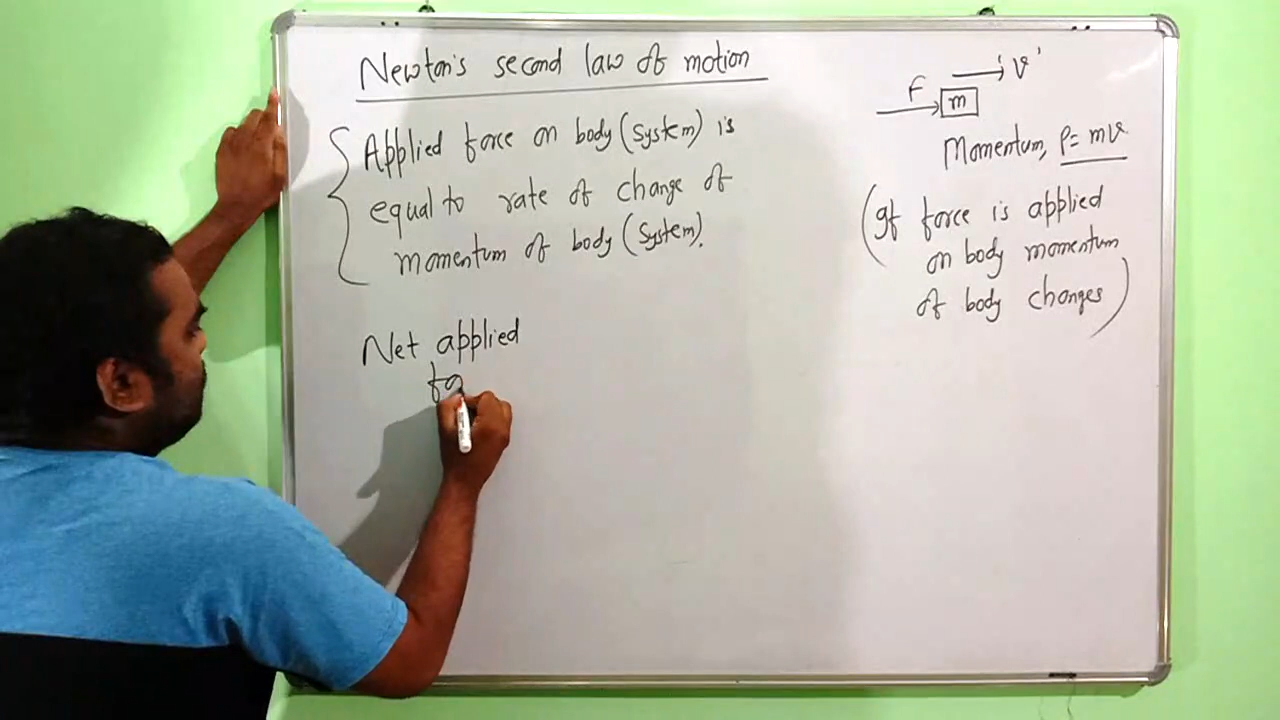 Newton's second law of motion
Applied force on body (system) is
equal to rate of change of
momentum of body (system).
Net applied
fo
F
v'
m
Momentum, P = mv
(If force is applied
on body momentum
of body changes)